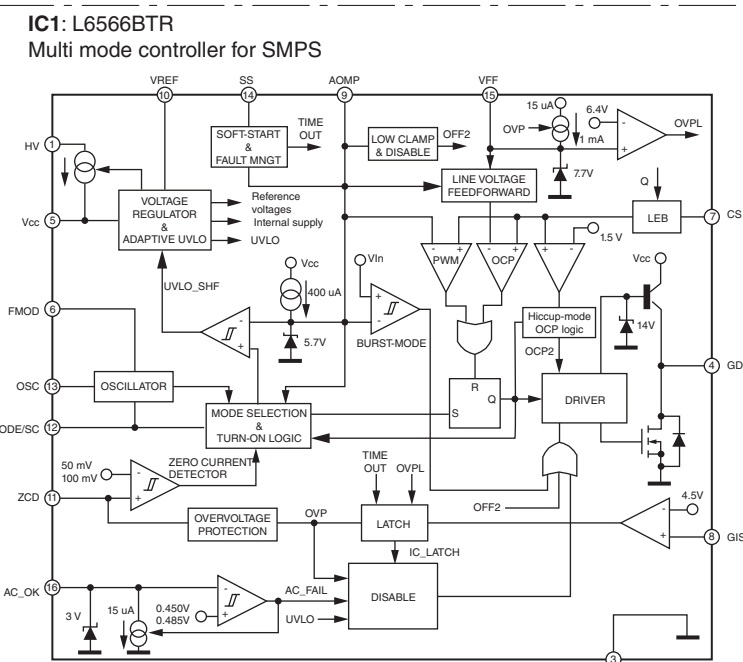 IC1: L6566BTR
Multi mode controller for SMPS
VREF
SS
AOMP
VFF
10
14
9
15
HV
1
SOFT-START
&
FAULT MNGT
TIME
OUT
LOW CLAMP
& DISABLE
OFF2
15 uA
OVP
1 mA
6.4V
-
+
OVPL
7.7V
LINE VOLTAGE
FEEDFORWARD
Q
LEB
7
CS
Vcc
5
VOLTAGE
REGULATOR
&
ADAPTIVE UVLO
Reference
voltages
Internal supply
UVLO
- +
PWM
- +
OCP
+ -
1.5 V
Vcc
UVLO_SHF
Vcc
400 uA
VIn
+
-
BURST-MODE
FMOD
6
-
+
5.7V
Hiccup-mode
OCP logic
14V
OCP2
4
GD
OSC
13
OSCILLATOR
R
S
Q
DRIVER
ODE/SC
12
MODE SELECTION
&
TURN-ON LOGIC
50 mV
100 mV
-
+
ZERO CURRENT
DETECTOR
TIME
OUT
OVPL
ZCD
11
OVERVOLTAGE
PROTECTION
OVP
LATCH
OFF2
4.5V
-
+
8
GIS
IC_LATCH
AC_OK
16
3 V
15 uA
0.450V
0.485V
-
+
AC_FAIL
UVLO
DISABLE
3